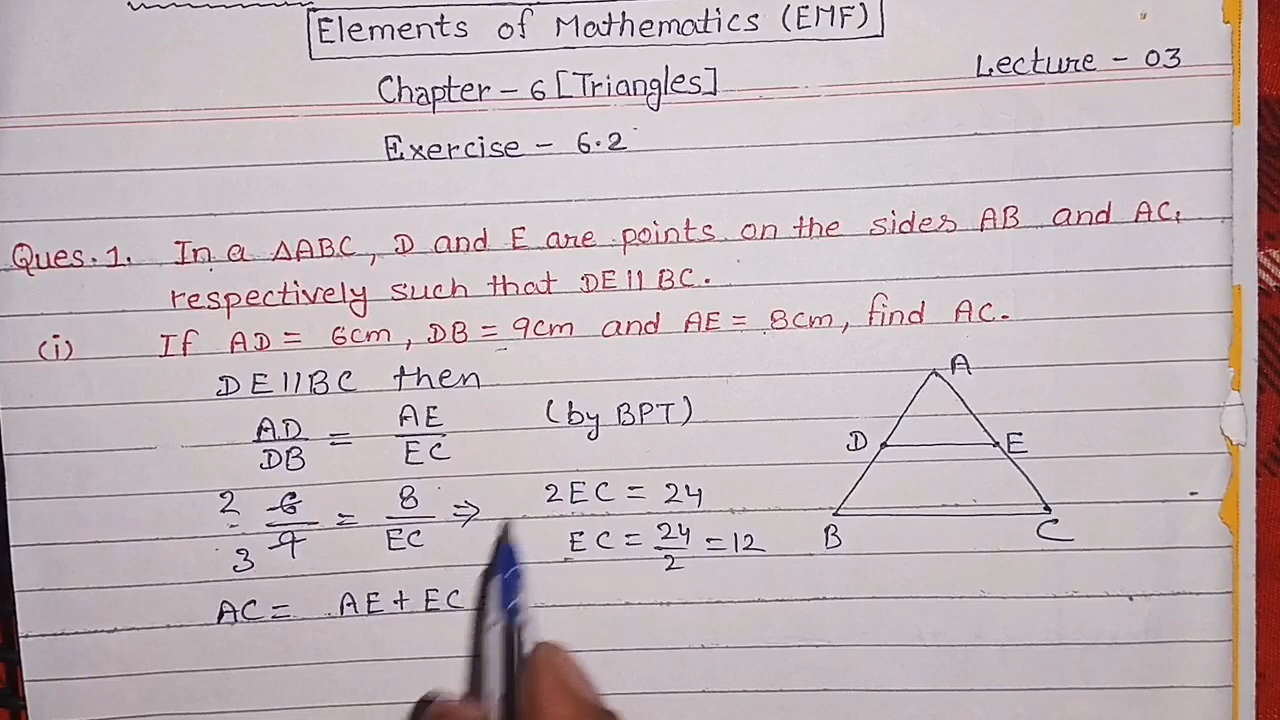 Elements of Mathematics (EMF)
Lecture - 03
Chapter - 6 [Triangles]
Exercise - 6.2
Ques. 1. In a ΔABC, D and E are points on the sides AB and AC,
respectively such that DE||BC.
(i) If AD = 6cm, DB = 9cm and AE = 8cm, find AC.
DE||BC then
AD/DB = AE/EC (by BPT)
2 6/9 3 = 8/EC ⇒ 2EC = 24
EC = 24/2 = 12
AC = AE + EC
A
D E
B C